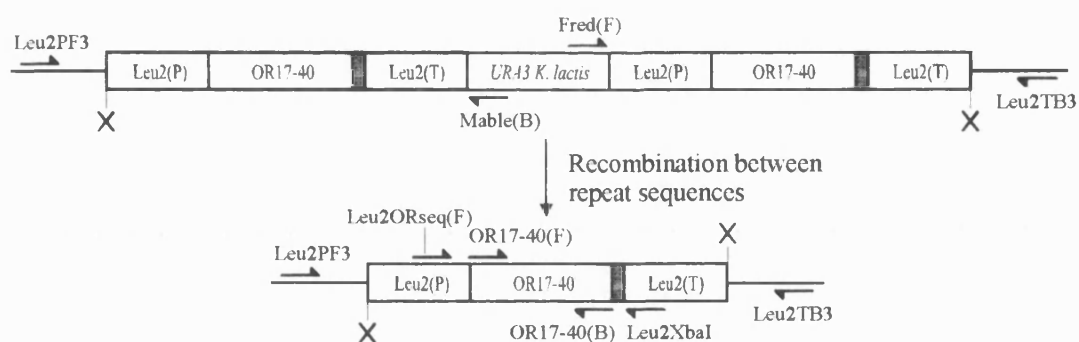 Fred(F)
Leu2PF3
Leu2(P) OR17-40 Leu2(T) URA3 K. lactis Leu2(P) OR17-40 Leu2(T)
Leu2TB3
X Mable(B) X
Recombination between
repeat sequences
Leu2ORseq(F)
OR17-40(F) X
Leu2PF3
Leu2(P) OR17-40 Leu2(T)
Leu2TB3
X OR17-40(B) Leu2XbaI